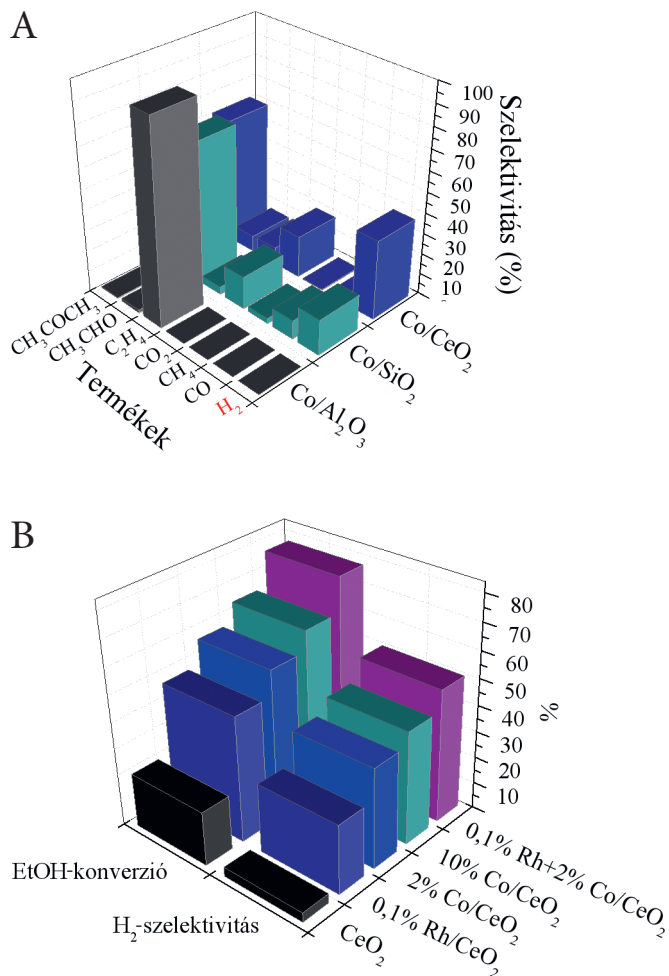 A
100
90
80
70
60
50
40
30
20
10
Szelektivitás (%)
CH₃COCH₃
CH₃CHO
C₂H₄
CO₂
CH₄
CO
H₂
Termékek
Co/CeO₂
Co/SiO₂
Co/Al₂O₃
B
80
70
60
50
40
30
20
10
%
EtOH-konverzió
H₂-szelektivitás
0,1% Rh+2% Co/CeO₂
10% Co/CeO₂
2% Co/CeO₂
0,1% Rh/CeO₂
CeO₂